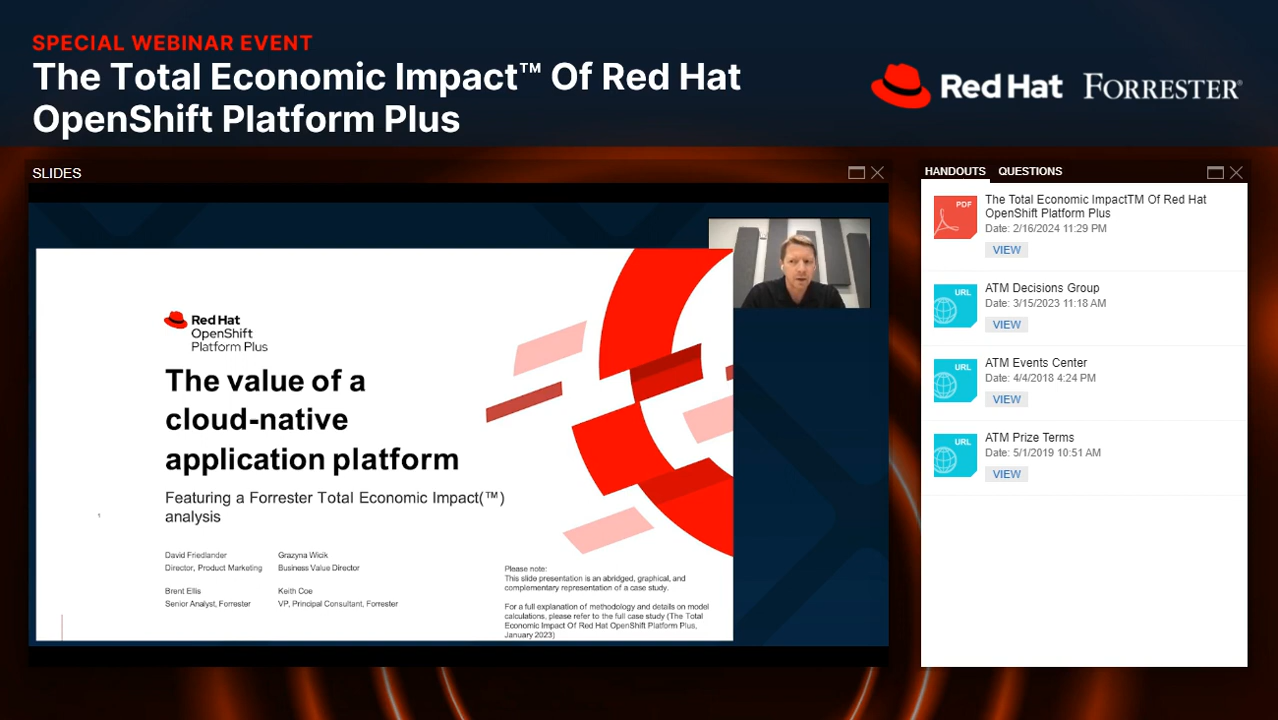 SPECIAL WEBINAR EVENT
The Total Economic Impact™ Of Red Hat
OpenShift Platform Plus
Red Hat
FORRESTER®
SLIDES
Red Hat
OpenShift
Platform Plus
The value of a
cloud-native
application platform
Featuring a Forrester Total Economic Impact(™)
analysis
David Friedlander
Director, Product Marketing
Grazyna Wicik
Business Value Director
Brent Ellis
Senior Analyst, Forrester
Keith Coe
VP, Principal Consultant, Forrester
Please note:
This slide presentation is an abridged, graphical, and
complementary representation of a case study.
For a full explanation of methodology and details on model
calculations, please refer to the full case study (The Total
Economic Impact Of Red Hat OpenShift Platform Plus,
January 2023)
HANDOUTS QUESTIONS
PDF
The Total Economic ImpactTM Of Red Hat
OpenShift Platform Plus
Date: 2/16/2024 11:29 PM
VIEW
URL
ATM Decisions Group
Date: 3/15/2023 11:18 AM
VIEW
URL
ATM Events Center
Date: 4/4/2018 4:24 PM
VIEW
URL
ATM Prize Terms
Date: 5/1/2019 10:51 AM
VIEW